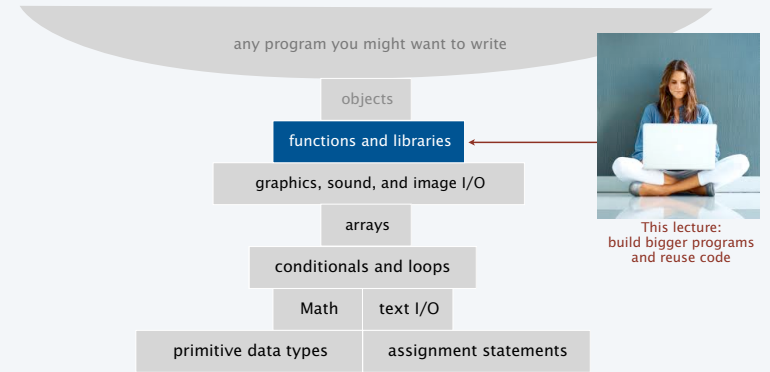 any program you might want to write
objects
functions and libraries
graphics, sound, and image I/O
arrays
conditionals and loops
Math
text I/O
primitive data types
assignment statements
This lecture:
build bigger programs
and reuse code